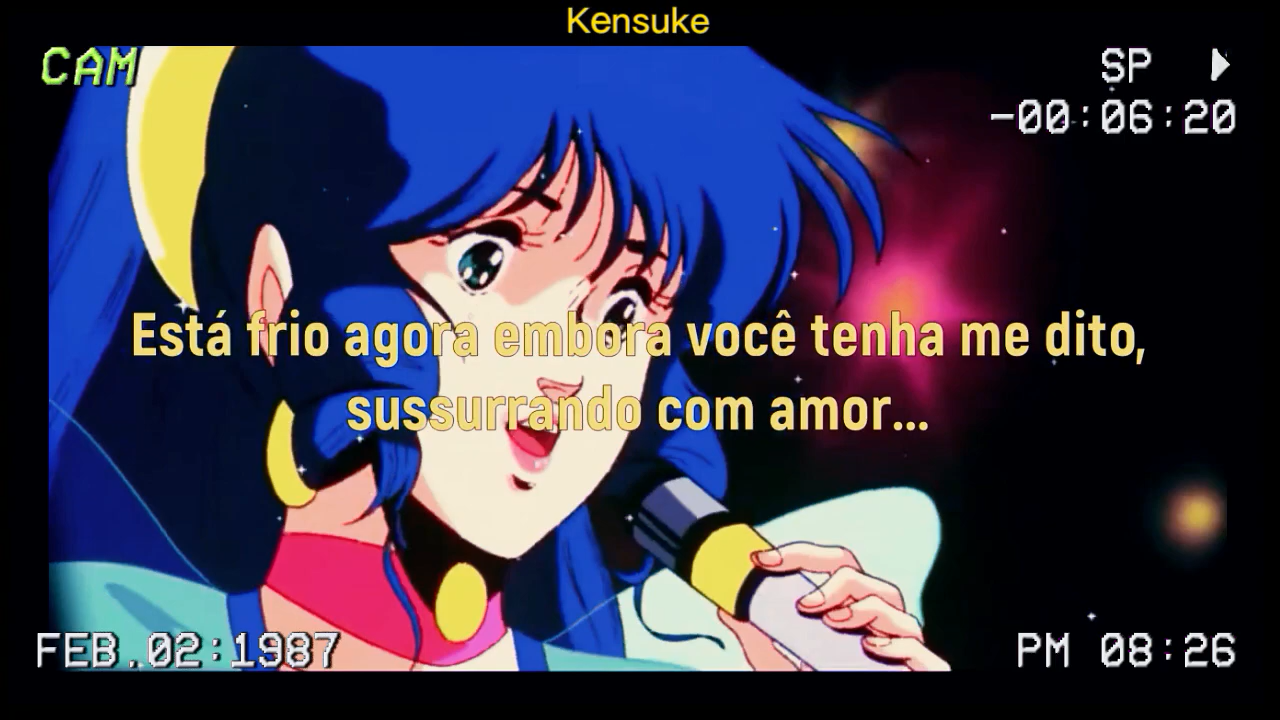 Kensuke
CAM
SP
-00:06:20
Está frio agora embora você tenha me dito,
sussurrando com amor...
FEB.02:1987
PM 08:26